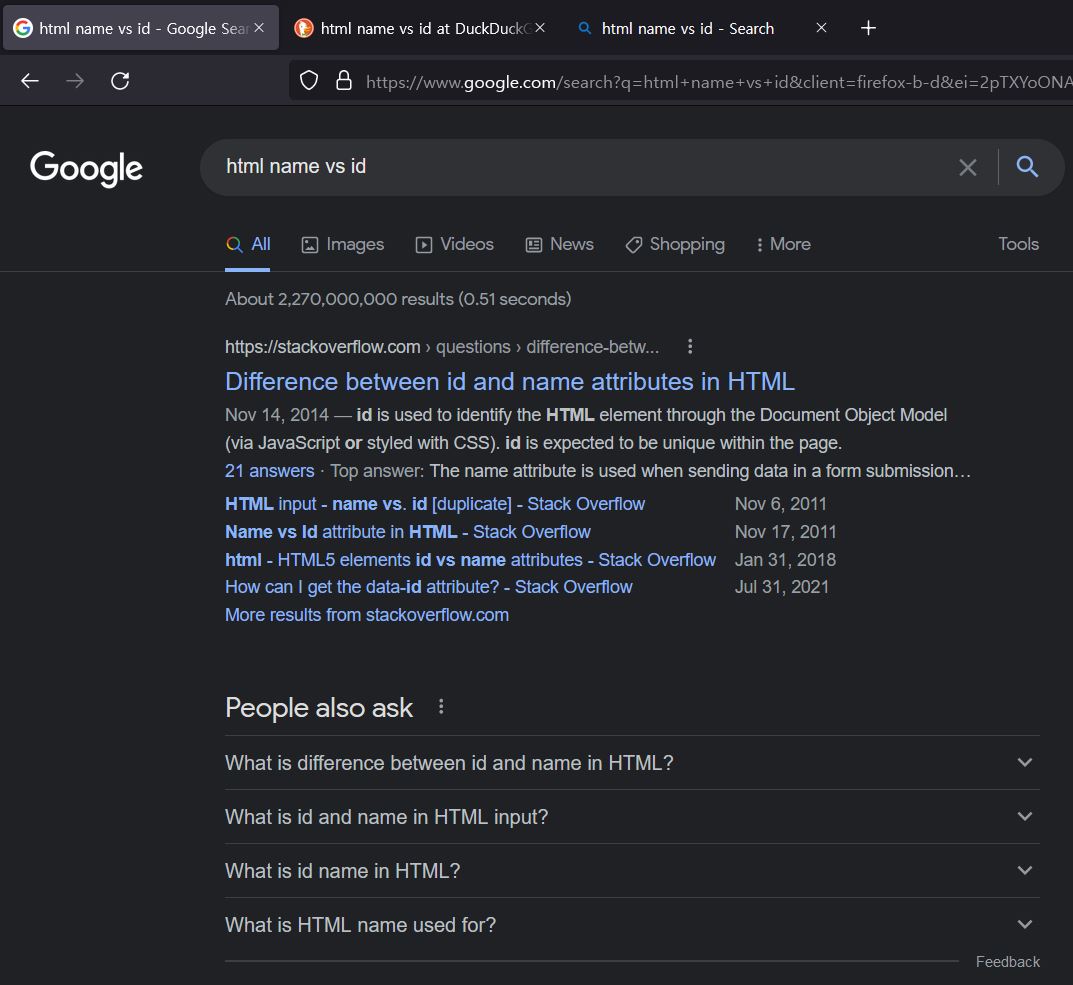 html name vs id - Google Sear
html name vs id at DuckDuckG
html name vs id - Search
https://www.google.com/search?q=html+name+vs+id&client=firefox-b-d&ei=2pTXYoONA
Google
html name vs id
All Images Videos News Shopping More Tools
About 2,270,000,000 results (0.51 seconds)
https://stackoverflow.com › questions › difference-betw...
Difference between id and name attributes in HTML
Nov 14, 2014 — id is used to identify the HTML element through the Document Object Model
(via JavaScript or styled with CSS). id is expected to be unique within the page.
21 answers · Top answer: The name attribute is used when sending data in a form submission…
HTML input - name vs. id [duplicate] - Stack Overflow Nov 6, 2011
Name vs Id attribute in HTML - Stack Overflow Nov 17, 2011
html - HTML5 elements id vs name attributes - Stack Overflow Jan 31, 2018
How can I get the data-id attribute? - Stack Overflow Jul 31, 2021
More results from stackoverflow.com
People also ask
What is difference between id and name in HTML?
What is id and name in HTML input?
What is id name in HTML?
What is HTML name used for?
Feedback